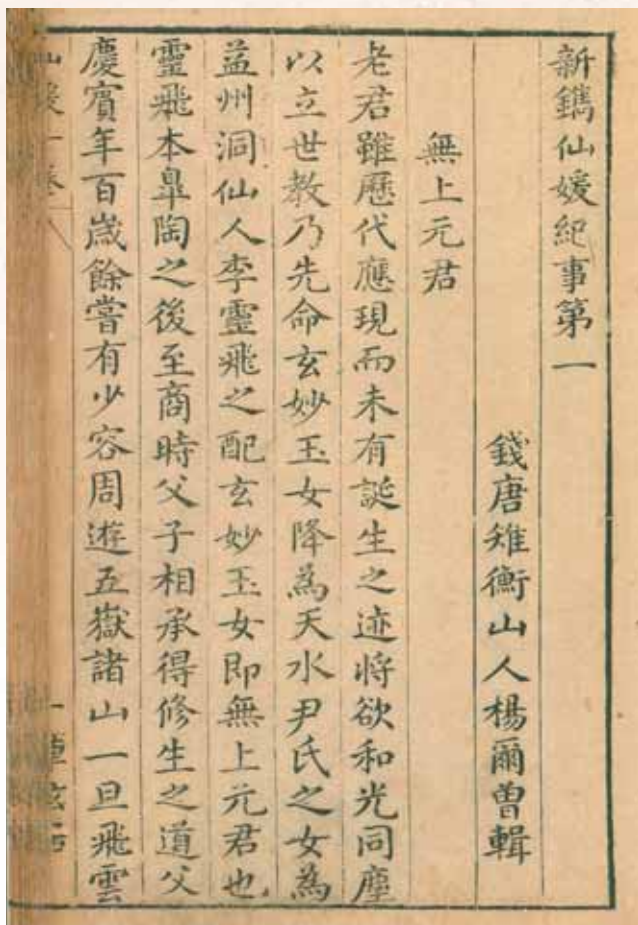 新鐫仙媛紀事第一
錢唐雉衡山人楊爾曾輯
無上元君
老君雖歷代應現而未有誕生之迹將欲和光同塵
以立世教乃先命玄妙玉女降為天水尹氏之女為
益州洞仙人李靈飛之配玄妙玉女即無上元君也
靈飛本臯陶之後至商時父子相承得修生之道父
慶賓年百歲餘嘗有少容周遊五嶽諸山一旦飛雲